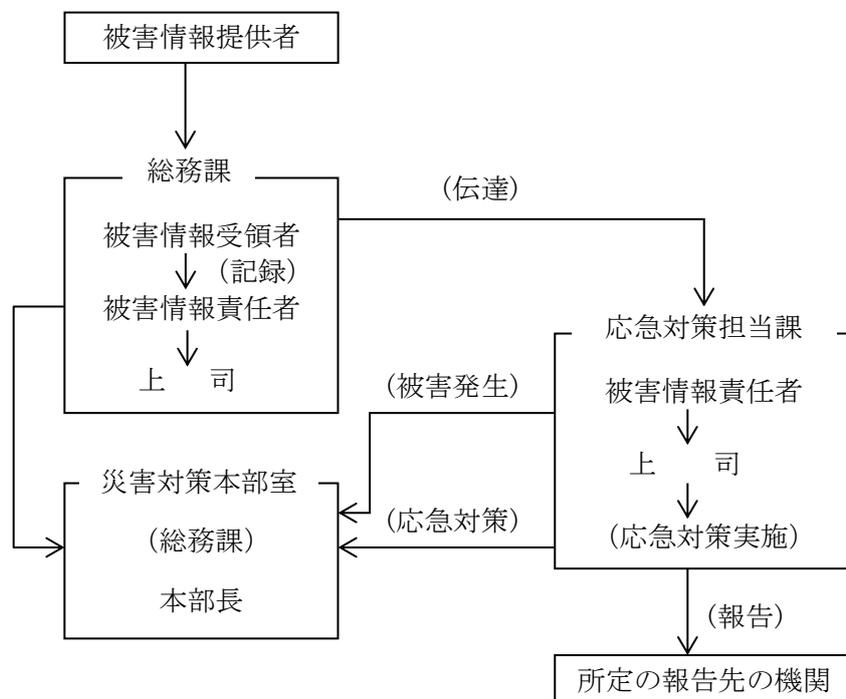 被害情報提供者
総務課
(伝達)
被害情報受領者
(記録)
被害情報責任者
上　　司
応急対策担当課
(被害発生)
被害情報責任者
上　　司
災害対策本部室
(応急対策)
(応急対策実施)
(総務課)
本部長
(報告)
所定の報告先の機関